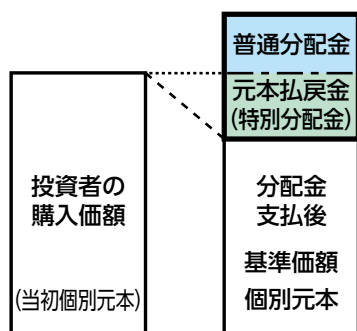 普通分配金
元本払戻金
(特別分配金)
投資者の
購入価額
(当初個別元本)
分配金
支払後
基準価額
個別元本